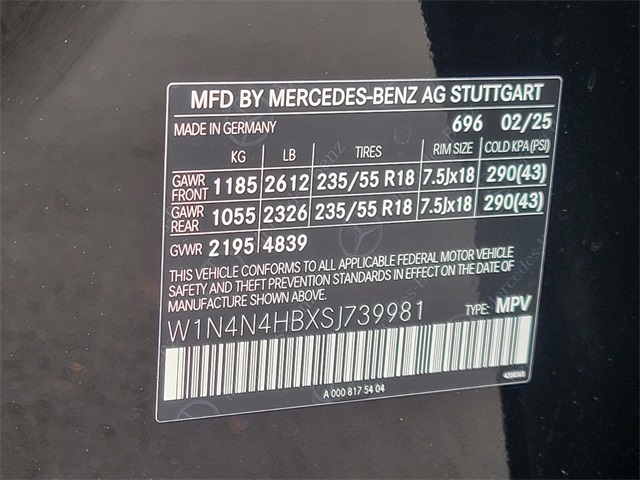 MFD BY MERCEDES-BENZ AG STUTTGART
MADE IN GERMANY 696 02/25
KG LB TIRES RIM SIZE COLD KPA(PSI)
GAWR FRONT 1185 2612 235/55 R18 7.5Jx18 290(43)
GAWR REAR 1055 2326 235/55 R18 7.5Jx18 290(43)
GVWR 2195 4839
THIS VEHICLE CONFORMS TO ALL APPLICABLE FEDERAL MOTOR VEHICLE
SAFETY AND THEFT PREVENTION STANDARDS IN EFFECT ON THE DATE OF
MANUFACTURE SHOWN ABOVE.
W1N4N4HBXSJ739981 TYPE: MPV
A 000 817 54 04